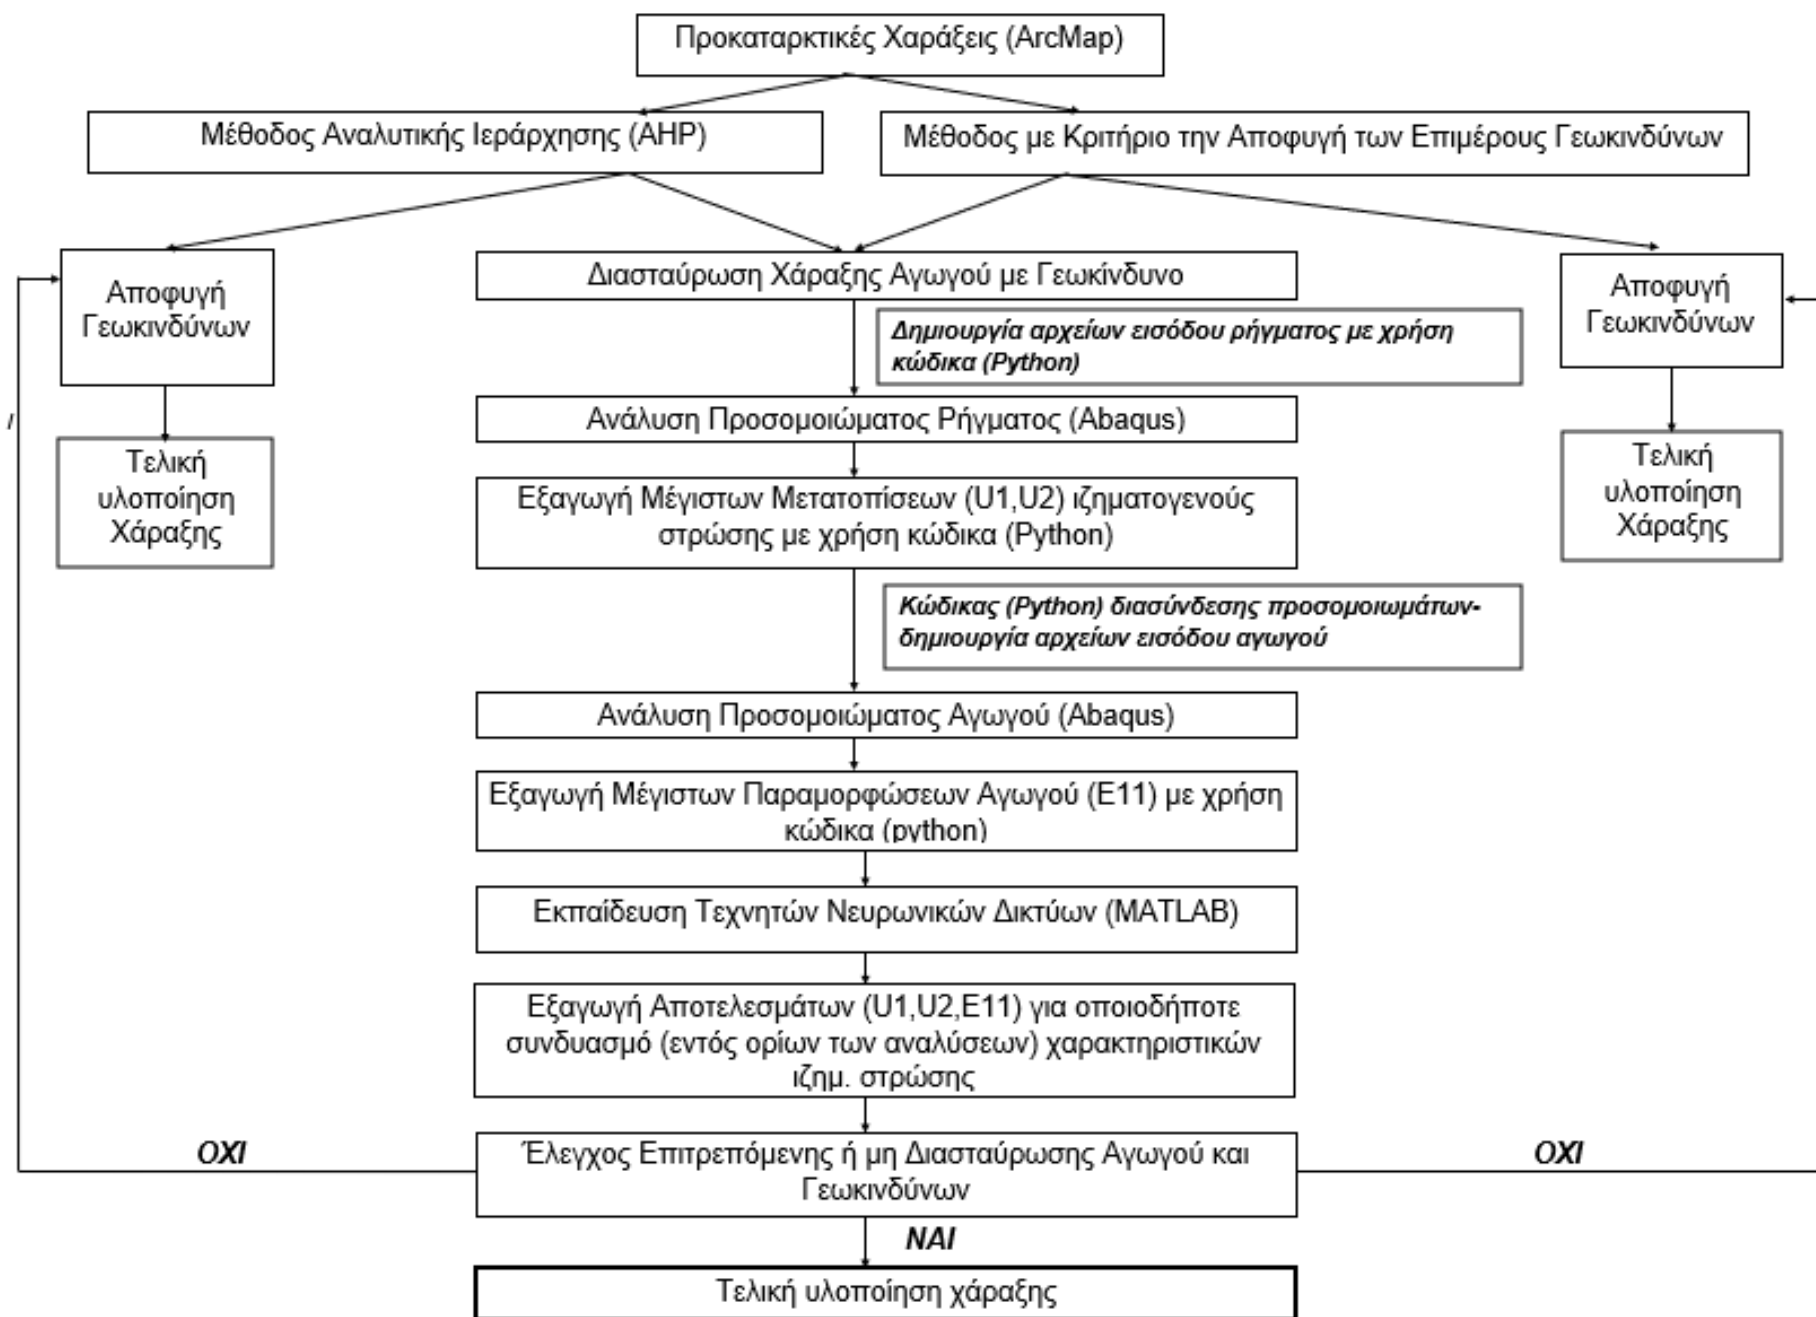 Προκαταρκτικές Χαράξεις (ArcMap)
Μέθοδος Αναλυτικής Ιεράρχησης (AHP)
Μέθοδος με Κριτήριο την Αποφυγή των Επιμέρους Γεωκινδύνων
Αποφυγή
Γεωκινδύνων
Διασταύρωση Χάραξης Αγωγού με Γεωκίνδυνο
Αποφυγή
Γεωκινδύνων
Δημιουργία αρχείων εισόδου ρήγματος με χρήση
κώδικα (Python)
Ανάλυση Προσομοιώματος Ρήγματος (Abaqus)
Τελική
υλοποίηση
Χάραξης
Εξαγωγή Μέγιστων Μετατοπίσεων (U1,U2) ιζηματογενούς
στρώσης με χρήση κώδικα (Python)
Τελική
υλοποίηση
Χάραξης
Κώδικας (Python) διασύνδεσης προσομοιωμάτων-
δημιουργία αρχείων εισόδου αγωγού
Ανάλυση Προσομοιώματος Αγωγού (Abaqus)
Εξαγωγή Μέγιστων Παραμορφώσεων Αγωγού (E11) με χρήση
κώδικα (python)
Εκπαίδευση Τεχνητών Νευρωνικών Δικτύων (MATLAB)
Εξαγωγή Αποτελεσμάτων (U1,U2,E11) για οποιοδήποτε
συνδυασμό (εντός ορίων των αναλύσεων) χαρακτηριστικών
ιζημ. στρώσης
ΟΧΙ
Έλεγχος Επιτρεπόμενης ή μη Διασταύρωσης Αγωγού και
Γεωκινδύνων
ΟΧΙ
ΝΑΙ
Τελική υλοποίηση χάραξης